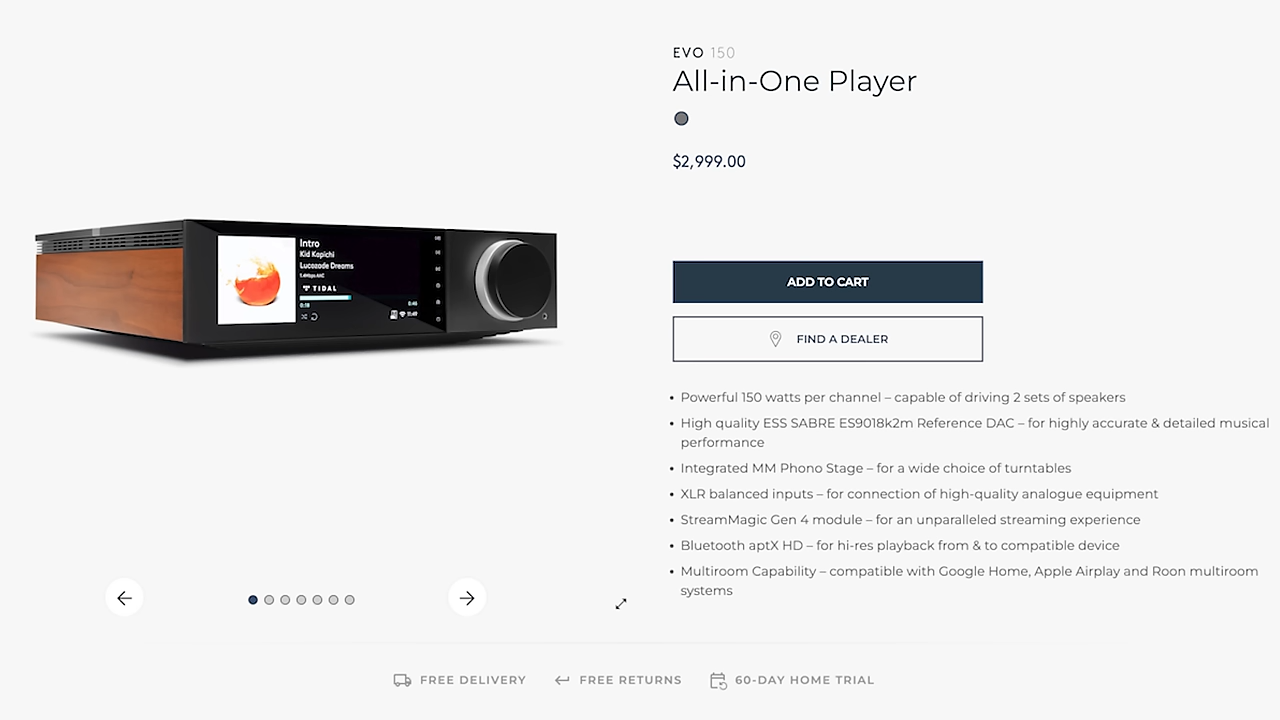 EVO 150
All-in-One Player
$2,999.00
Intro
Kid Kapichi
Lucozade Dreams
TIDAL
0:18
11:49
ADD TO CART
FIND A DEALER
• Powerful 150 watts per channel – capable of driving 2 sets of speakers
• High quality ESS SABRE ES9018k2m Reference DAC – for highly accurate & detailed musical
performance
• Integrated MM Phono Stage – for a wide choice of turntables
• XLR balanced inputs – for connection of high-quality analogue equipment
• StreamMagic Gen 4 module – for an unparalleled streaming experience
• Bluetooth aptX HD – for hi-res playback from & to compatible device
• Multiroom Capability – compatible with Google Home, Apple Airplay and Roon multiroom
systems
FREE DELIVERY
FREE RETURNS
60-DAY HOME TRIAL